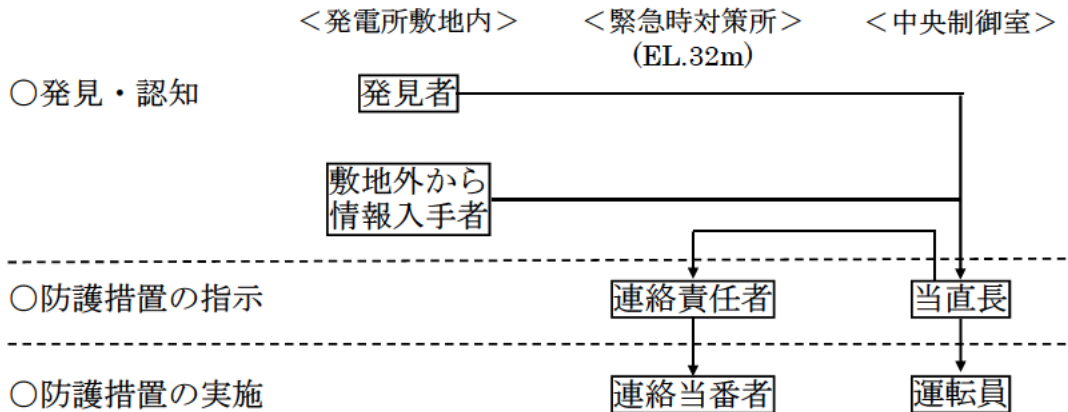 ＜発電所敷地内＞ ＜緊急時対策所＞ ＜中央制御室＞
(EL.32m)
○発見・認知 発見者
敷地外から
情報入手者
○防護措置の指示 連絡責任者 当直長
○防護措置の実施 連絡当番者 運転員